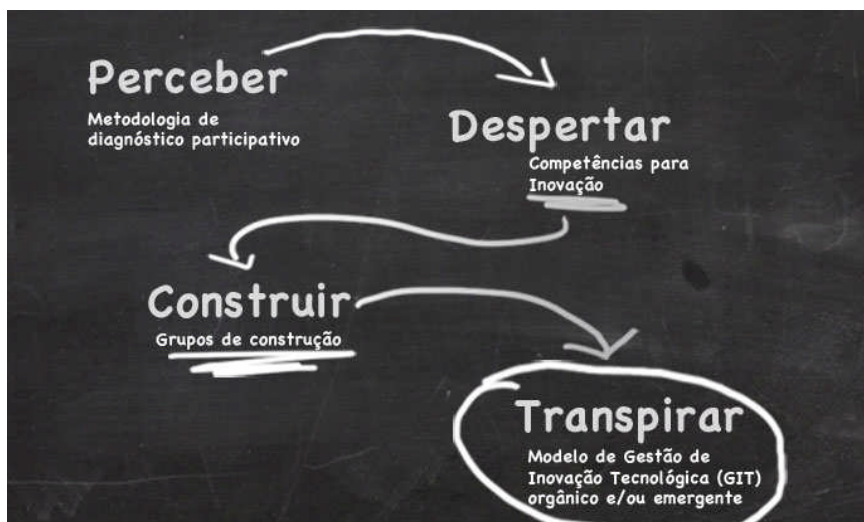 Perceber
Metodologia de
diagnóstico participativo
Despertar
Competências para
Inovação
Construir
Grupos de construção
Transpirar
Modelo de Gestão de
Inovação Tecnológica (GIT)
orgânico e/ou emergente